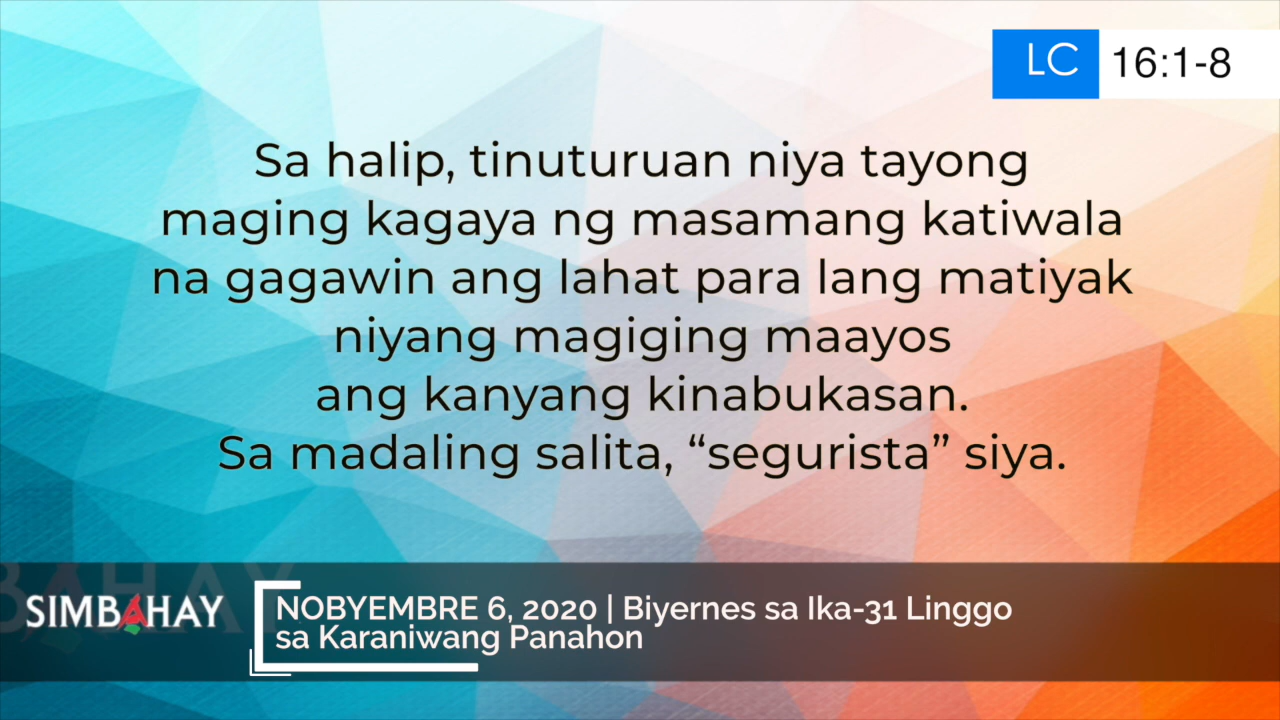 LC 16:1-8
Sa halip, tinuturuan niya tayong
maging kagaya ng masamang katiwala
na gagawin ang lahat para lang matiyak
niyang magiging maayos
ang kanyang kinabukasan.
Sa madaling salita, “segurista” siya.
SIMBAHAY
NOBYEMBRE 6, 2020 | Biyernes sa Ika-31 Linggo
sa Karaniwang Panahon